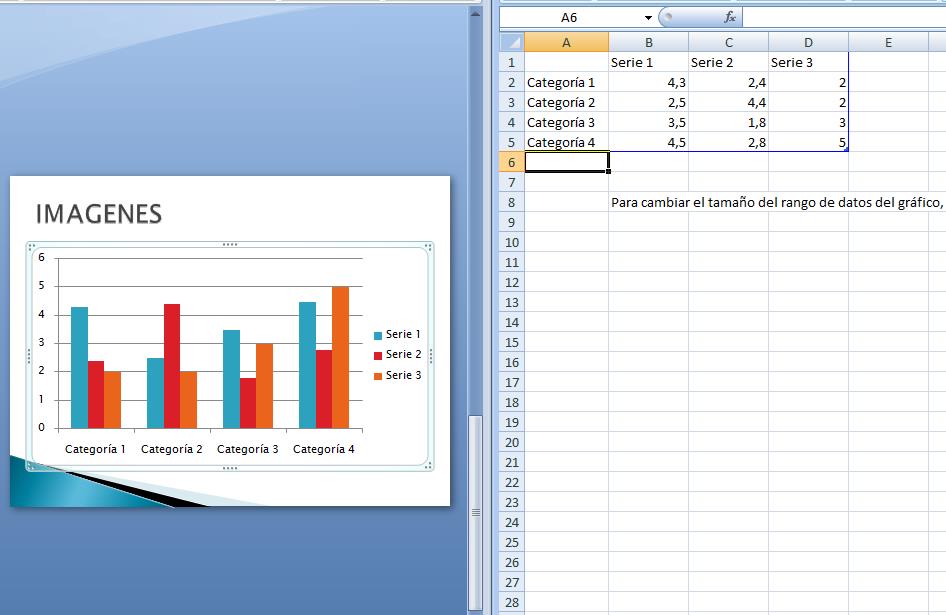 IMAGENES
6
5
4
3
2
1
0
Categoría 1 Categoría 2 Categoría 3 Categoría 4
Serie 1
Serie 2
Serie 3
A6 fx
A B C D E
1 Serie 1 Serie 2 Serie 3
2 Categoría 1 4,3 2,4 2
3 Categoría 2 2,5 4,4 2
4 Categoría 3 3,5 1,8 3
5 Categoría 4 4,5 2,8 5
6
7
8 Para cambiar el tamaño del rango de datos del gráfico,
9
10
11
12
13
14
15
16
17
18
19
20
21
22
23
24
25
26
27
28